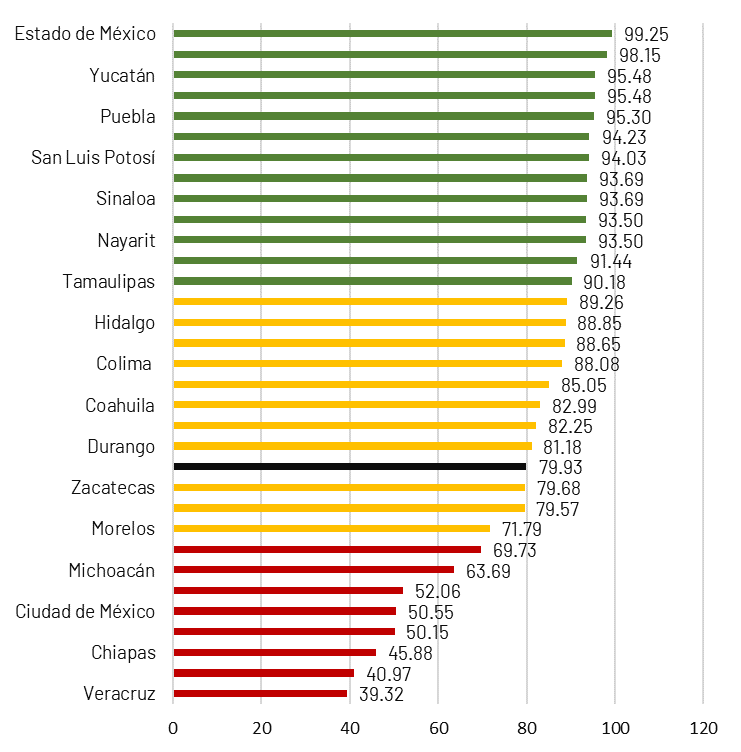 Estado de México 99.25
98.15
Yucatán 95.48
95.48
Puebla 95.30
94.23
San Luis Potosí 94.03
93.69
Sinaloa 93.69
93.50
Nayarit 93.50
91.44
Tamaulipas 90.18
89.26
Hidalgo 88.85
88.65
Colima 88.08
85.05
Coahuila 82.99
82.25
Durango 81.18
79.93
Zacatecas 79.68
79.57
Morelos 71.79
69.73
Michoacán 63.69
52.06
Ciudad de México 50.55
50.15
Chiapas 45.88
40.97
Veracruz 39.32
0 20 40 60 80 100 120